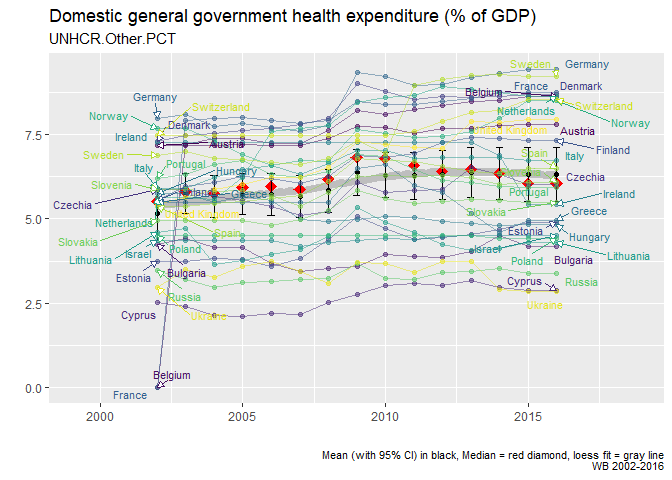 Domestic general government health expenditure (% of GDP)
UNHCR.Other.PCT
Sweden
Germany
Germany
Belgium
France
Denmark
Norway
Switzerland
Switzerland
Netherlands
Norway
Denmark
7.5
Ireland
United Kingdom
Austria
Austria
Finland
Sweden
Spain
Italy
Italy
Portugal
Hungary
Czechia
Slovenia
Finland
Greece
Portugal
Ireland
Czechia
Slovakia
Greece
United Kingdom
5.0
Netherlands
Spain
Estonia
Slovakia
Hungary
Israel
Poland
Israel
Lithuania
Lithuania
Poland
Bulgaria
Bulgaria
Estonia
Cyprus
Russia
Russia
2.5
Ukraine
Cyprus
Ukraine
Belgium
0.0
France
2000
2005
2010
2015
Mean (with 95% CI) in black, Median = red diamond, loess fit = gray line
WB 2002-2016